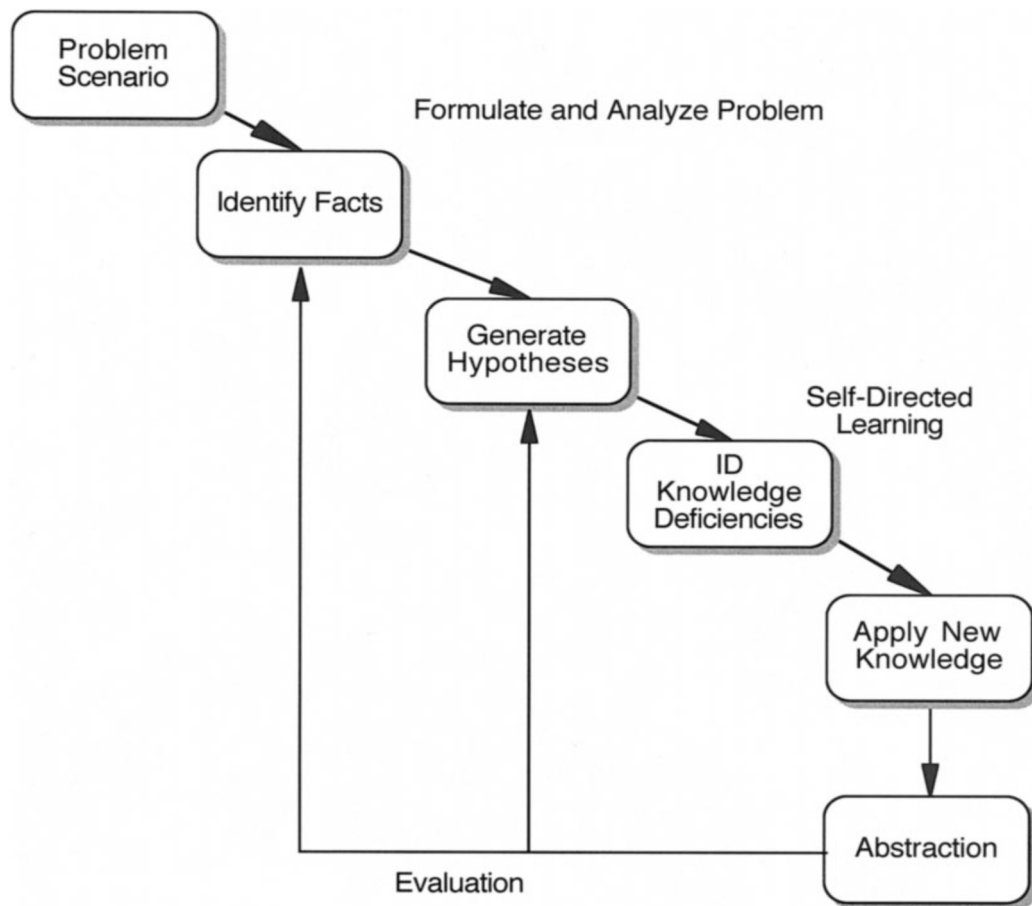 Problem
Scenario
Formulate and Analyze Problem
Identify Facts
Generate
Hypotheses
Self-Directed
Learning
ID
Knowledge
Deficiencies
Apply New
Knowledge
Abstraction
Evaluation